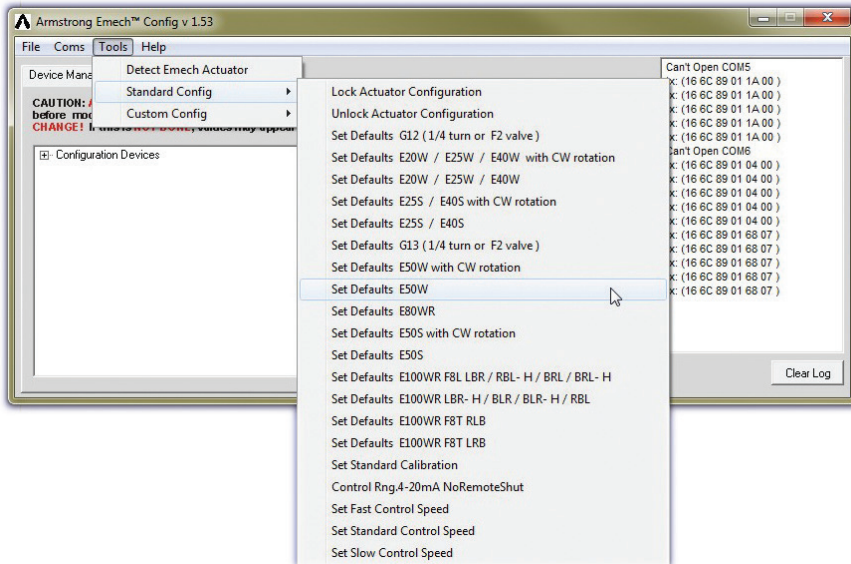 Armstrong Emech™ Config v 1.53
File Coms Tools Help
Detect Emech Actuator
Standard Config
Custom Config
Device Mana
CAUTION:
before mod
CHANGE! If this is NOT DONE, values may appear
Configuration Devices
Lock Actuator Configuration
Unlock Actuator Configuration
Set Defaults G12 ( 1/4 turn or F2 valve )
Set Defaults E20W / E25W / E40W with CW rotation
Set Defaults E20W / E25W / E40W
Set Defaults E25S / E40S with CW rotation
Set Defaults E25S / E40S
Set Defaults G13 ( 1/4 turn or F2 valve )
Set Defaults E50W with CW rotation
Set Defaults E50W
Set Defaults E80WR
Set Defaults E50S with CW rotation
Set Defaults E50S
Set Defaults E100WR F8L LBR / RBL- H / BRL / BRL- H
Set Defaults E100WR LBR- H / BLR / BLR- H / RBL
Set Defaults E100WR F8T RLB
Set Defaults E100WR F8T LRB
Set Standard Calibration
Control Rng.4-20mA NoRemoteShut
Set Fast Control Speed
Set Standard Control Speed
Set Slow Control Speed
Can't Open COM5
x: (16 6C 89 01 1A 00 )
x: (16 6C 89 01 1A 00 )
x: (16 6C 89 01 1A 00 )
x: (16 6C 89 01 1A 00 )
x: (16 6C 89 01 1A 00 )
Can't Open COM6
x: (16 6C 89 01 04 00 )
x: (16 6C 89 01 04 00 )
x: (16 6C 89 01 04 00 )
x: (16 6C 89 01 04 00 )
x: (16 6C 89 01 04 00 )
x: (16 6C 89 01 68 07 )
x: (16 6C 89 01 68 07 )
x: (16 6C 89 01 68 07 )
x: (16 6C 89 01 68 07 )
x: (16 6C 89 01 68 07 )
Clear Log